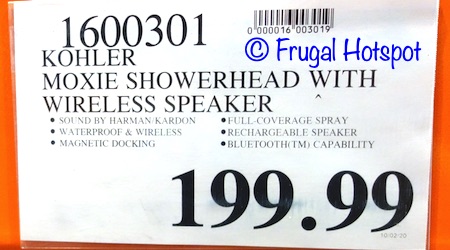 1600301
0 000016 003019
© Frugal Hotspot
KOHLER
MOXIE SHOWERHEAD WITH
WIRELESS SPEAKER
• SOUND BY HARMAN/KARDON
• WATERPROOF & WIRELESS
• MAGNETIC DOCKING
• FULL-COVERAGE SPRAY
• RECHARGEABLE SPEAKER
• BLUETOOTH(TM) CAPABILITY
199.99
10-02-20